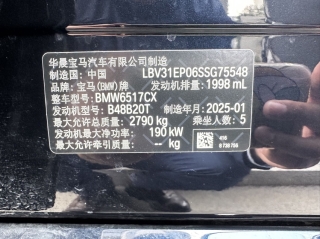 华晨宝马汽车有限公司制造
制造国: 中国 LBV31EP06SSG75548
品牌: 宝马(BMW)牌 发动机排量: 1998 mL
整车型号: BMW6517CX
发动机型号: B48B20T 制造年月: 2025-01
最大允许总质量: 2790 kg 乘坐人数: 5
发动机最大净功率: 190 kW
最大允许牵引质量: -- kg